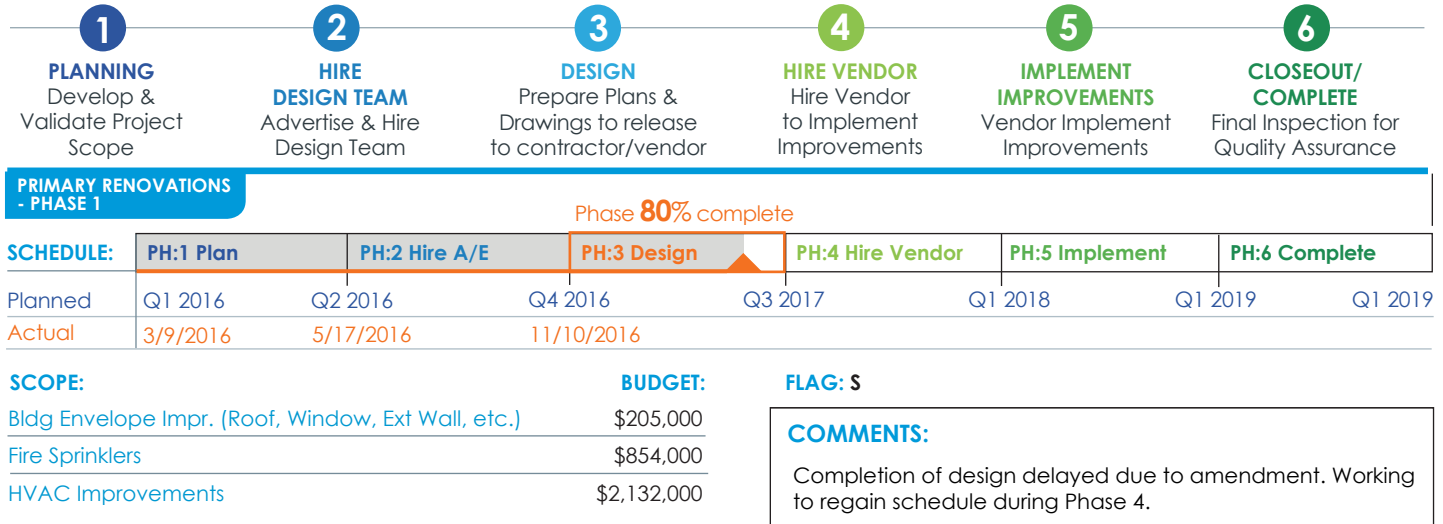 1
PLANNING
Develop &
Validate Project
Scope
2
HIRE
DESIGN TEAM
Advertise & Hire
Design Team
3
DESIGN
Prepare Plans &
Drawings to release
to contractor/vendor
4
HIRE VENDOR
Hire Vendor
to Implement
Improvements
5
IMPLEMENT
IMPROVEMENTS
Vendor Implement
Improvements
6
CLOSEOUT/
COMPLETE
Final Inspection for
Quality Assurance
PRIMARY RENOVATIONS
- PHASE 1
Phase 80% complete
SCHEDULE: PH:1 Plan PH:2 Hire A/E PH:3 Design PH:4 Hire Vendor PH:5 Implement PH:6 Complete
Planned Q1 2016 Q2 2016 Q4 2016 Q3 2017 Q1 2018 Q1 2019 Q1 2019
Actual 3/9/2016 5/17/2016 11/10/2016
SCOPE: BUDGET:
Bldg Envelope Impr. (Roof, Window, Ext Wall, etc.) $205,000
Fire Sprinklers $854,000
HVAC Improvements $2,132,000
FLAG: S
COMMENTS:
Completion of design delayed due to amendment. Working
to regain schedule during Phase 4.